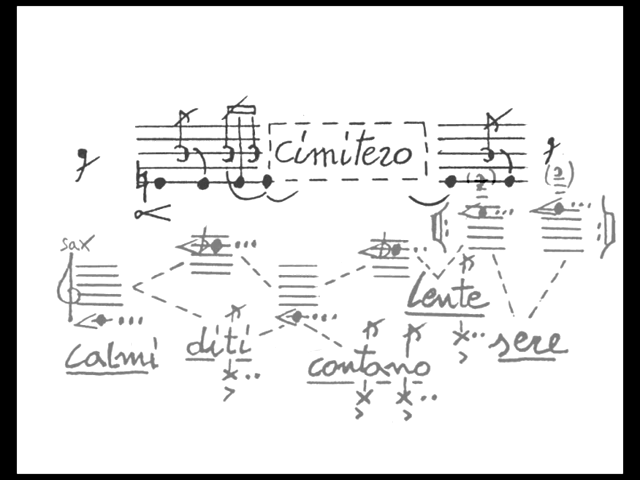 cimitero
sax
lente
calmi diti sere
contano